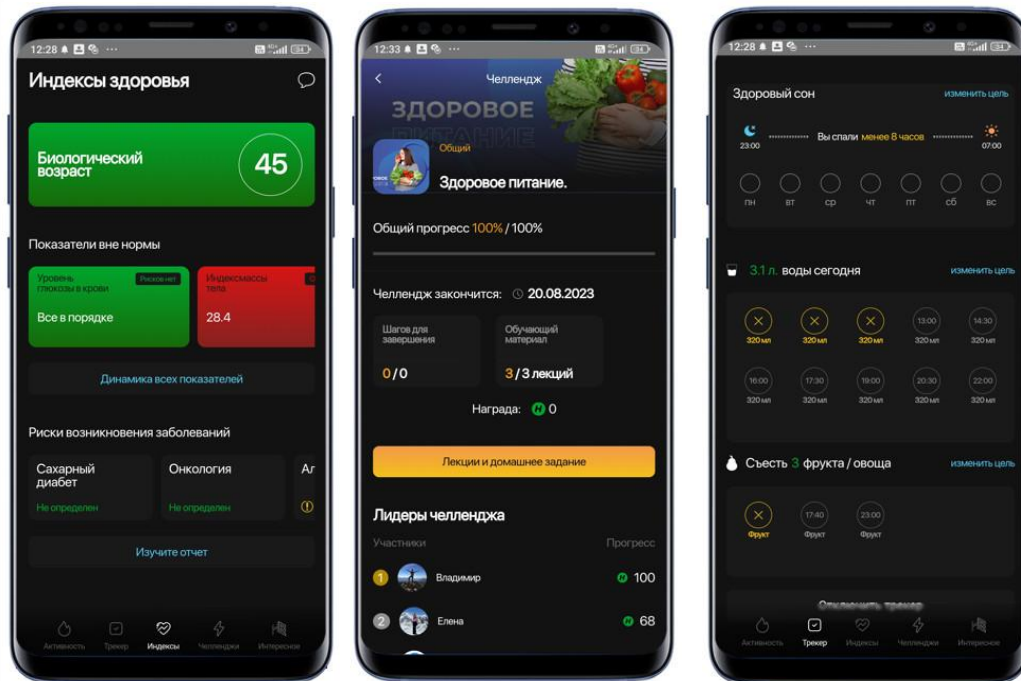 12:28
Индексы здоровья
Биологический
возраст
45
Показатели вне нормы
Уровень
глюкозы в крови
Рисков нет
Все в порядке
Индексмассы
тела
28.4
Динамика всех показателей
Риски возникновения заболеваний
Сахарный
диабет
Не определен
Онкология
Не определен
Ал
Изучите отчет
Активность Трекер Индексы Челленджи Интересное
12:33
Челлендж
ЗДОРОВОЕ
ПИТАНИЕ
Общий
Здоровое питание.
Общий прогресс 100% / 100%
Челлендж закончится: 20.08.2023
Шагов для
завершения
0 / 0
Обучающий
материал
3 / 3 лекций
Награда: 0
Лекции и домашнее задание
Лидеры челленджа
Участники Прогресс
1 Владимир 100
2 Елена 68
12:28
Здоровый сон изменить цель
23:00 Вы спали менее 8 часов 07:00
пн вт ср чт пт сб вс
3.1 л. воды сегодня изменить цель
13:00 14:30
320 мл 320 мл 320 мл 320 мл 320 мл
16:00 17:30 19:00 20:30 22:00
320 мл 320 мл 320 мл 320 мл 320 мл
Съесть 3 фрукта / овоща изменить цель
17:40 23:00
Фрукт Фрукт Фрукт
Отключить трекер
Активность Трекер Индексы Челленджи Интересное